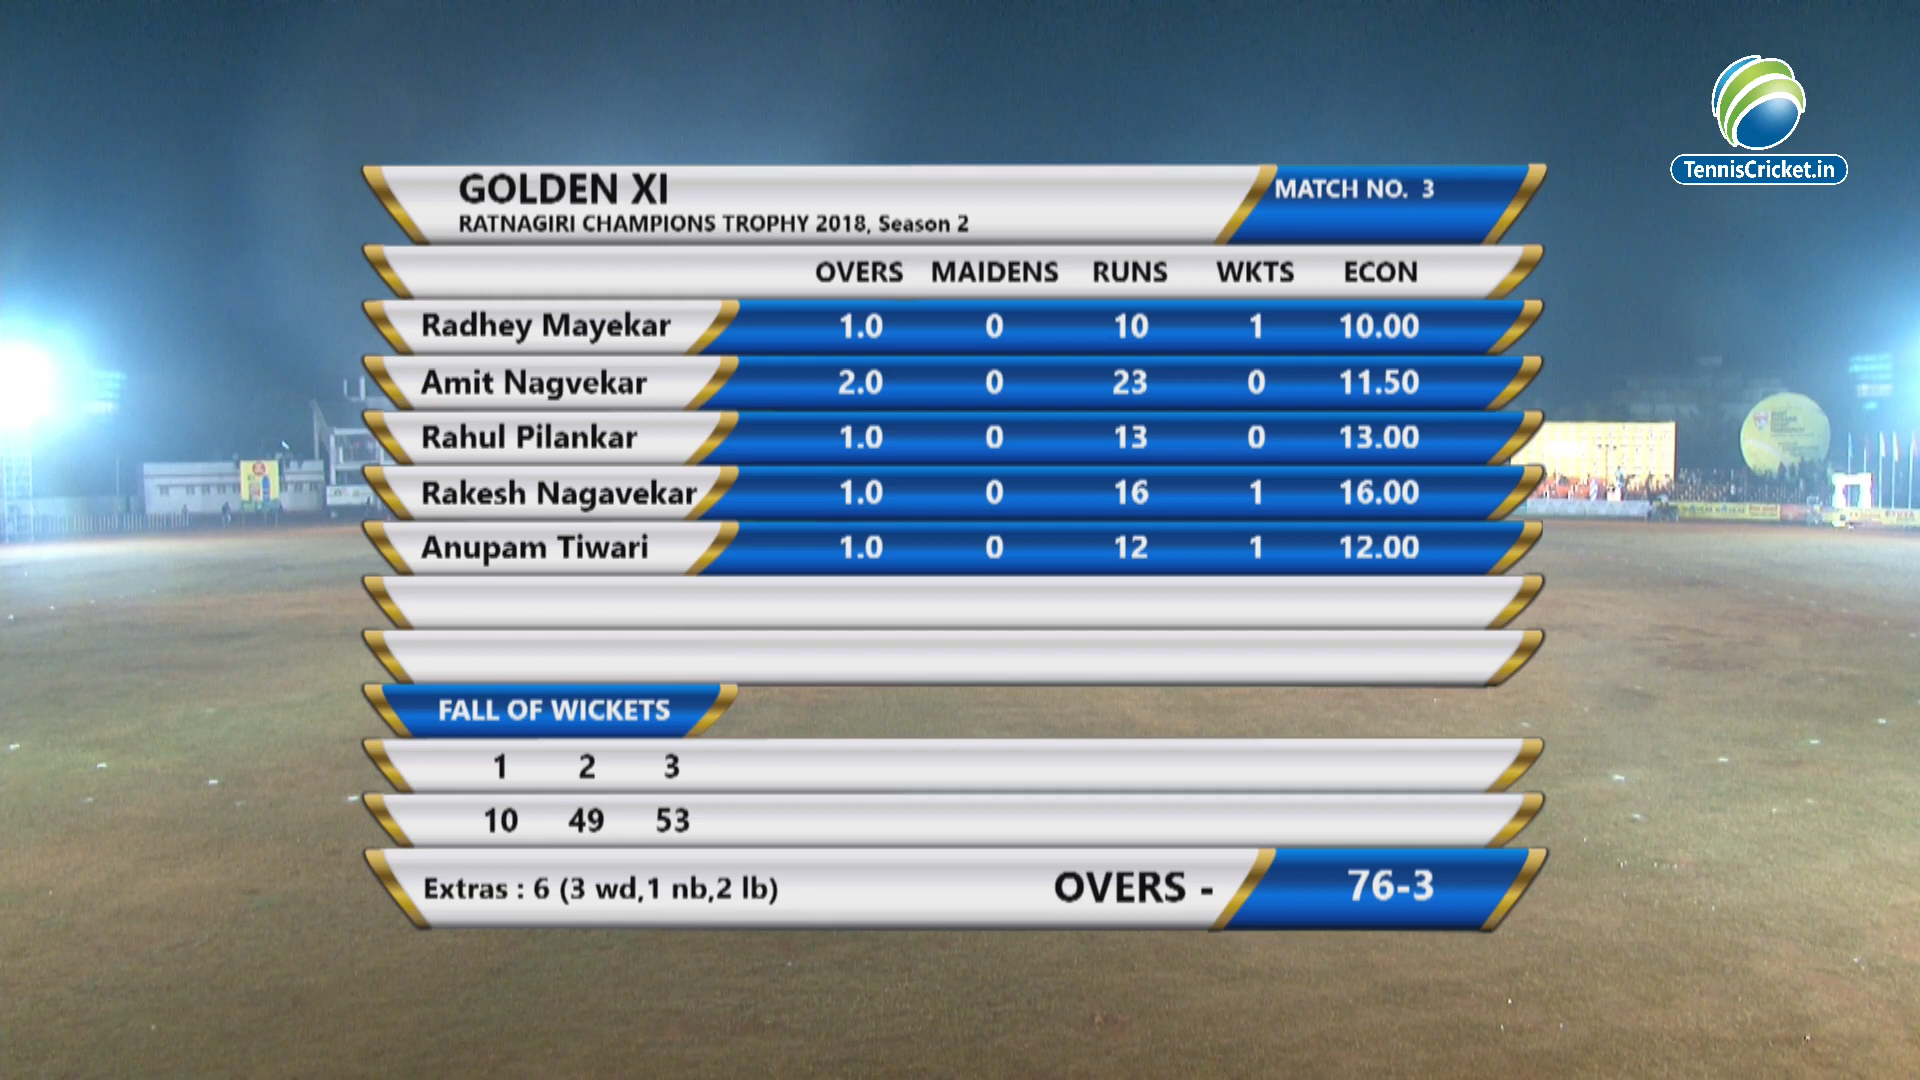 TennisCricket.in
GOLDEN XI MATCH NO. 3
RATNAGIRI CHAMPIONS TROPHY 2018, Season 2
OVERS MAIDENS RUNS WKTS ECON
Radhey Mayekar 1.0 0 10 1 10.00
Amit Nagvekar 2.0 0 23 0 11.50
Rahul Pilankar 1.0 0 13 0 13.00
Rakesh Nagavekar 1.0 0 16 1 16.00
Anupam Tiwari 1.0 0 12 1 12.00
FALL OF WICKETS
1 2 3
10 49 53
Extras : 6 (3 wd,1 nb,2 lb) OVERS - 76-3